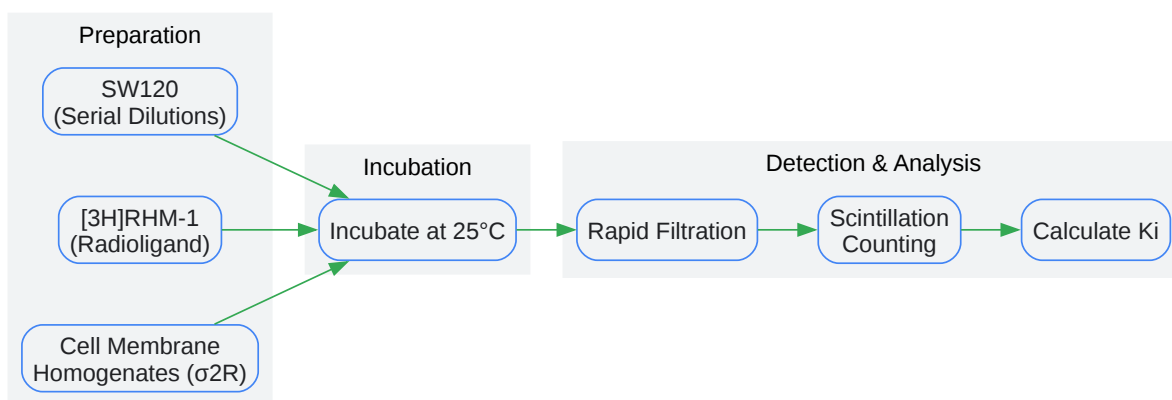 Preparation
SW120
(Serial Dilutions)
[3H]RHM-1
(Radioligand)
Cell Membrane
Homogenates (σ2R)
Incubation
Incubate at 25°C
Detection & Analysis
Rapid Filtration
Scintillation
Counting
Calculate Ki